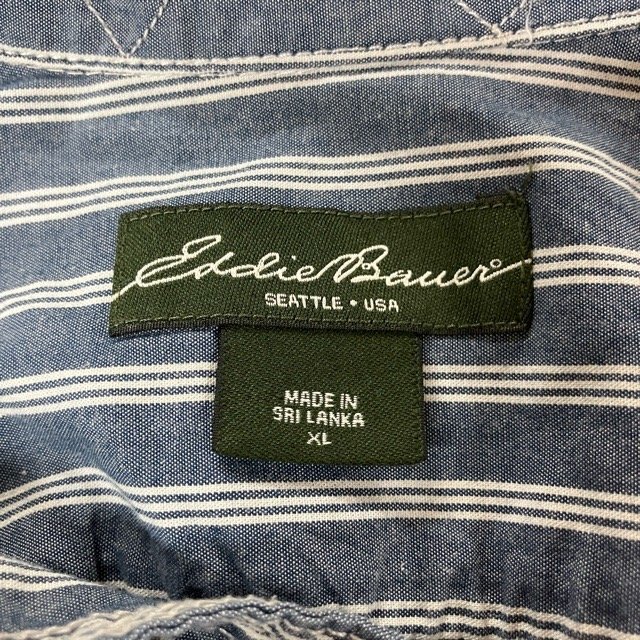 Eddie Bauer
SEATTLE • USA
MADE IN
SRI LANKA
XL